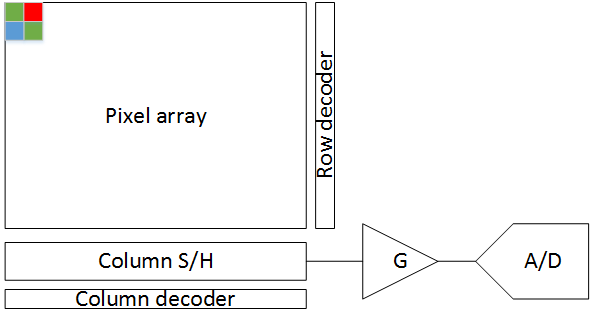 Pixel array
Row decoder
Column S/H
G
A/D
Column decoder